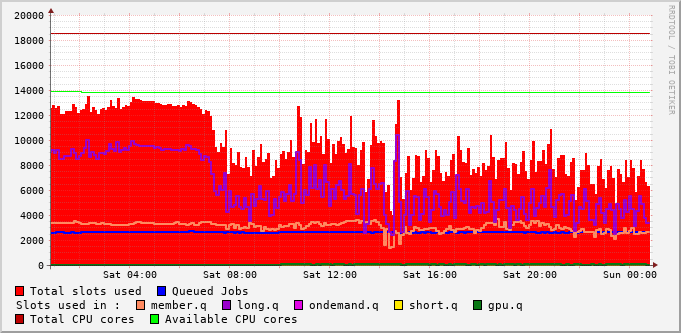 20000
18000
16000
14000
12000
10000
8000
6000
4000
2000
0
Sat 04:00 Sat 08:00 Sat 12:00 Sat 16:00 Sat 20:00 Sun 00:00
RRDTOOL / TOBI OETIKER
Total slots used Queued Jobs
Slots used in : member.q long.q ondemand.q short.q gpu.q
Total CPU cores Available CPU cores